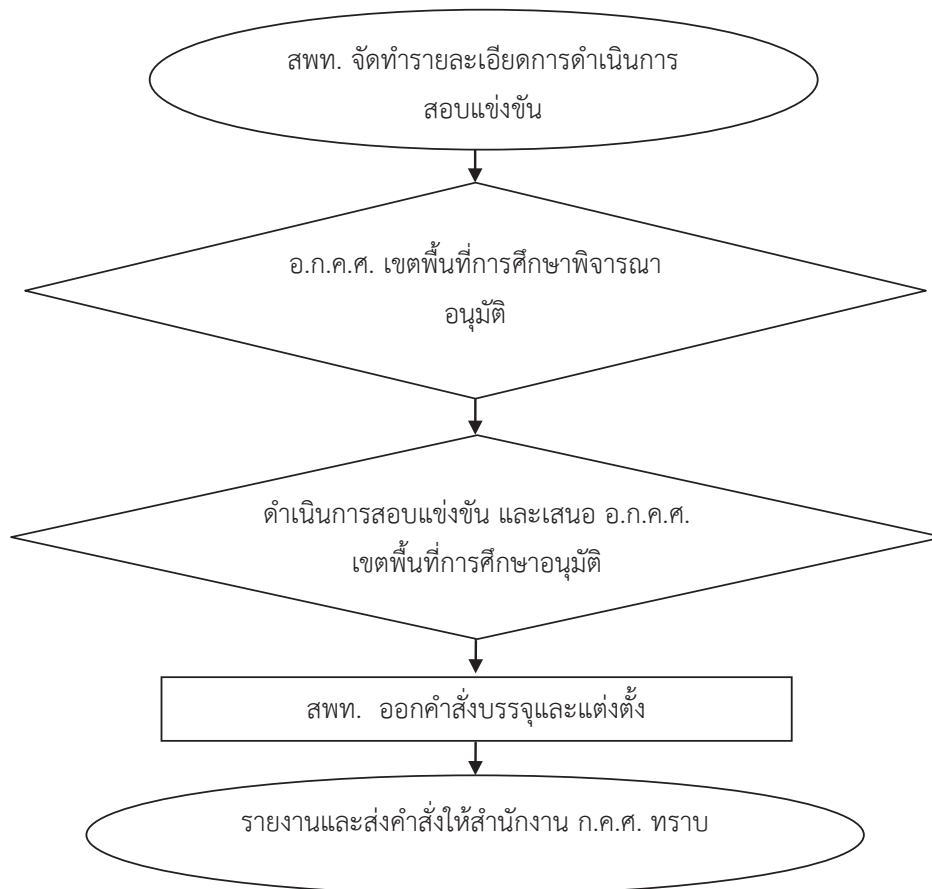 สพท. จัดทำรายละเอียดการดำเนินการ
สอบแข่งขัน
อ.ก.ค.ศ. เขตพื้นที่การศึกษาพิจารณา
อนุมัติ
ดำเนินการสอบแข่งขัน และเสนอ อ.ก.ค.ศ.
เขตพื้นที่การศึกษาอนุมัติ
สพท. ออกคำสั่งบรรจุและแต่งตั้ง
รายงานและส่งคำสั่งให้สำนักงาน ก.ค.ศ. ทราบ